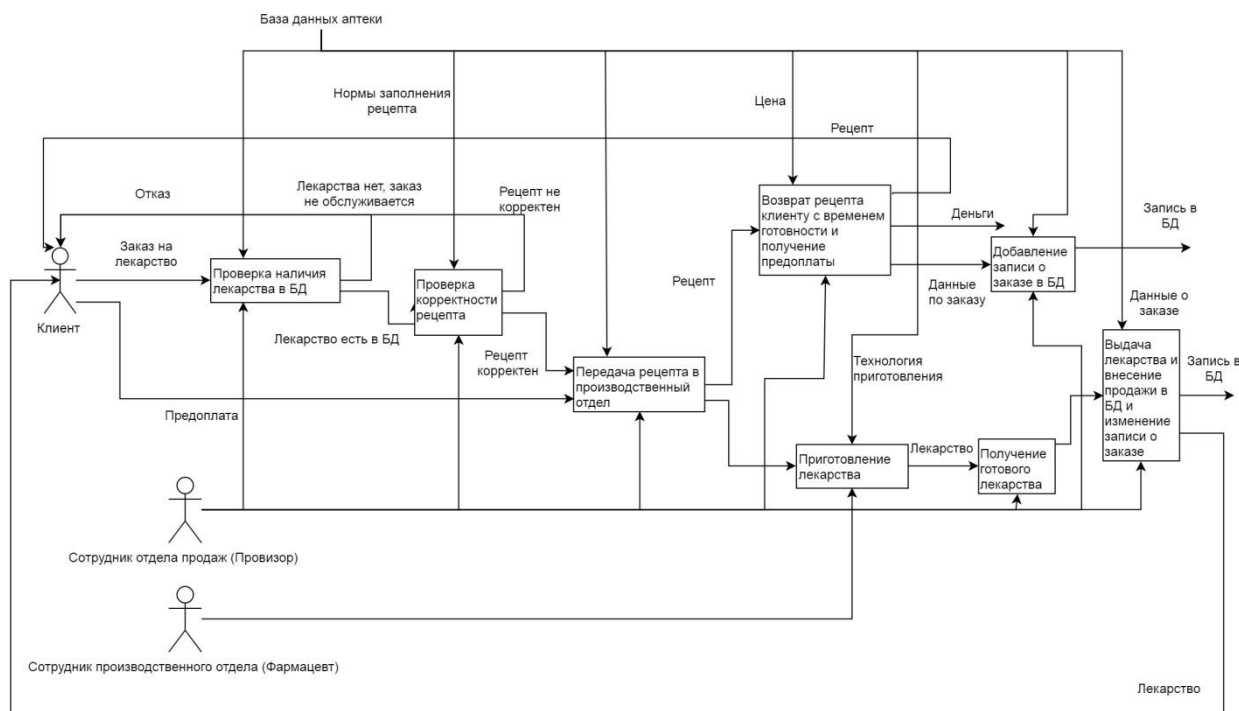 База данных аптеки
Нормы заполнения
рецепта
Цена
Рецепт
Отказ
Лекарства нет, заказ
не обслуживается
Рецепт не
корректен
Возврат рецепта
клиенту с временем
готовности и
получение
предоплаты
Деньги
Запись в
БД
Заказ на
лекарство
Проверка наличия
лекарства в БД
Проверка
корректности
рецепта
Добавление
записи о
заказе в БД
Рецепт
Данные
по заказу
Данные о
заказе
Клиент
Лекарство есть в БД
Рецепт
корректен
Передача рецепта в
производственный
отдел
Технология
приготовления
Выдача
лекарства и
внесение
продажи в
БД и
изменение
записи о
заказе
Запись в
БД
Предоплата
Приготовление
лекарства
Лекарство
Получение
готового
лекарства
Сотрудник отдела продаж (Провизор)
Сотрудник производственного отдела (Фармацевт)
Лекарство